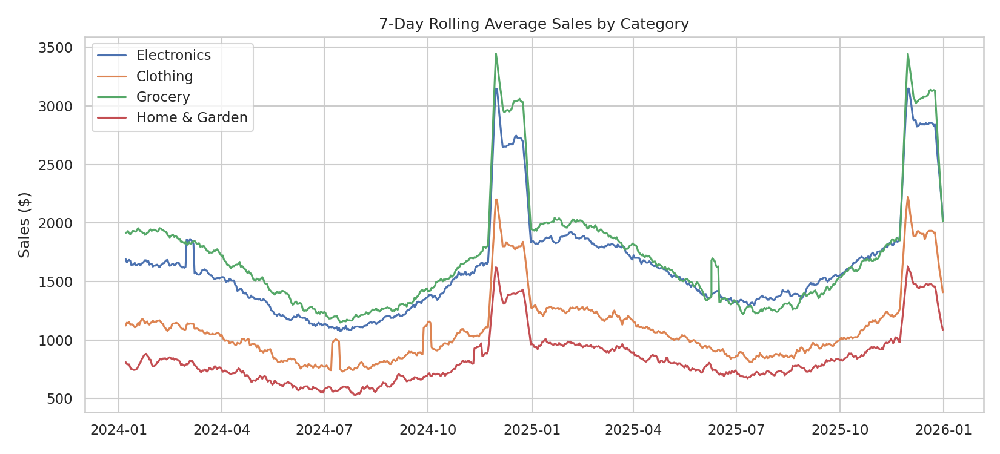 7-Day Rolling Average Sales by Category
Electronics
Clothing
Grocery
Home & Garden
Sales ($)
3500
3000
2500
2000
1500
1000
500
2024-01 2024-04 2024-07 2024-10 2025-01 2025-04 2025-07 2025-10 2026-01